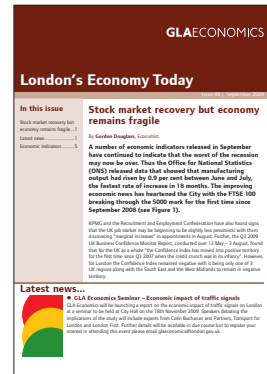 GLAECONOMICS
London's Economy Today
Issue 85 | September 2009
In this issue
Stock market recovery but
economy remains fragile...1
Latest news...................1
Economic indicators............5
Stock market recovery but economy
remains fragile
By Gordon Douglass, Economist
A number of economic indicators released in September
have continued to indicate that the worst of the recession
may now be over. Thus the Office for National Statistics
(ONS) released data that showed that manufacturing
output had risen by 0.9 per cent between June and July,
the fastest rate of increase in 18 months. The improving
economic news has heartened the City with the FTSE 100
breaking through the 5000 mark for the first time since
September 2008 (see Figure 1).
KPMG and the Recruitment and Employment Confederation have also found signs
that the UK job market may be beginning to be slightly less pessimistic with them
discovering "marginal increases" in appointments in August. Further, the Q3 2009
UK Business Confidence Monitor Report, conducted over 13 May – 3 August, found
that for the UK as a whole "the Confidence Index has moved into positive territory
for the first time since Q3 2007 when the credit crunch was in its infancy". However,
for London the Confidence Index remained negative with it being only one of 3
UK regions along with the South East and the West Midlands to remain in negative
territory.
Latest news...
● GLA Economics Seminar – Economic impact of traffic signals
GLA Economics will be launching a report on the economic impact of traffic signals on London
at a seminar to be held at City Hall on the 18th November 2009. Speakers debating the
implications of the study will include experts from Colin Buchanan and Partners, Transport for
London and London First. Further details will be available in due course but to register your
interest in attending this event please email glaeconomics@london.gov.uk